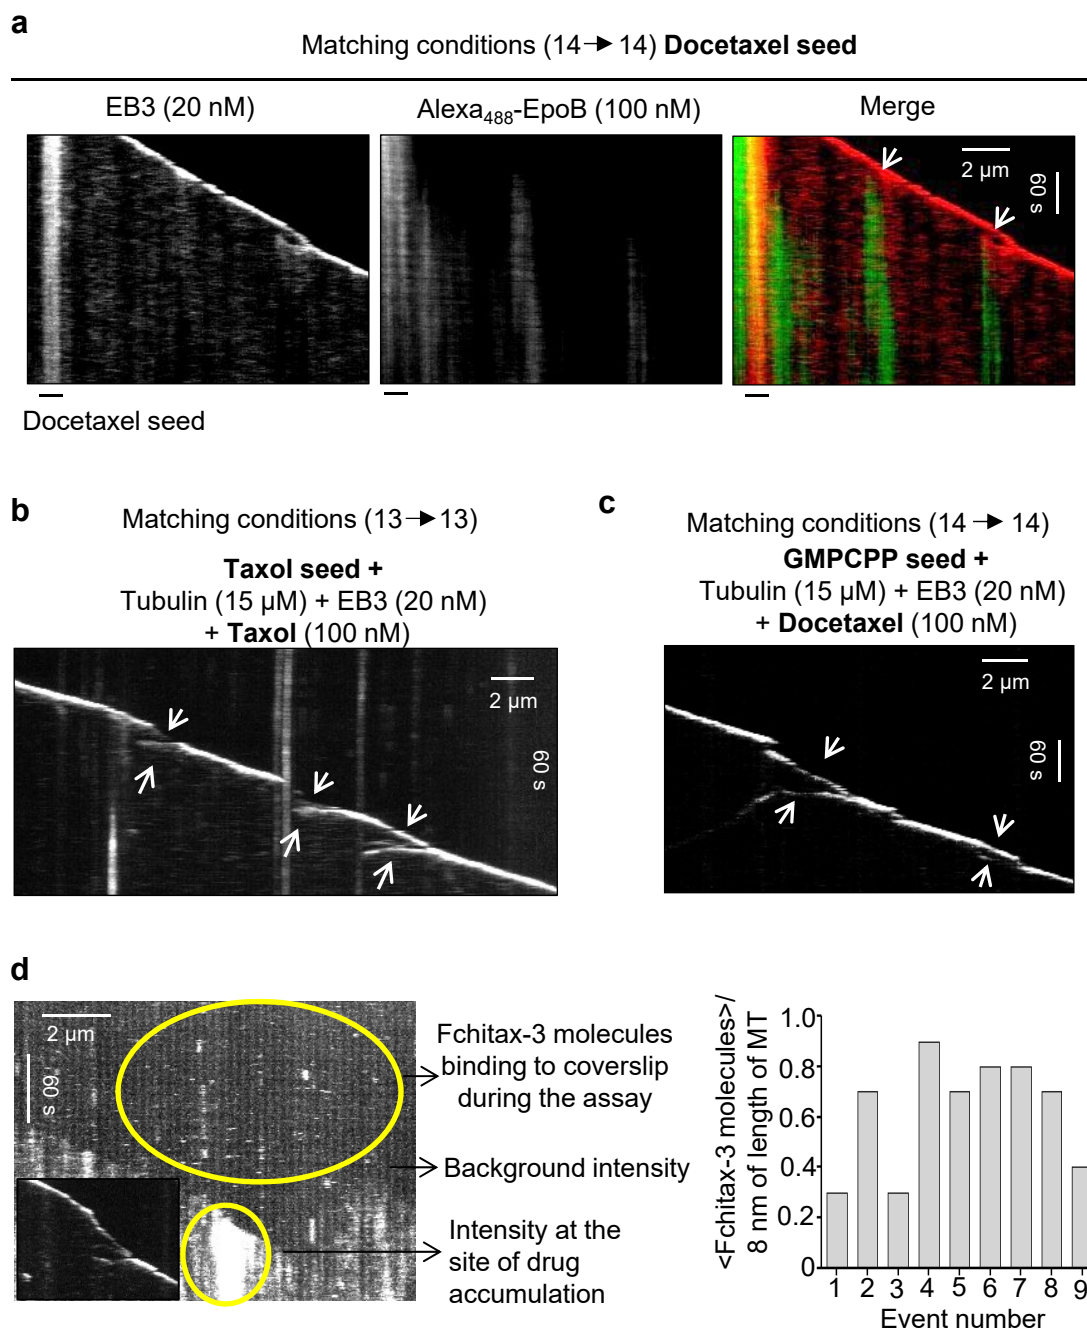 a
Matching conditions (14→ 14) Docetaxel seed
EB3 (20 nM)
Alexa488-EpoB (100 nM)
Merge
2 µm
60 s
Docetaxel seed
b
Matching conditions (13→13)
Taxol seed +
Tubulin (15 µM) + EB3 (20 nM)
+ Taxol (100 nM)
2 µm
60 s
c
Matching conditions (14 → 14)
GMPCPP seed +
Tubulin (15 µM) + EB3 (20 nM)
+ Docetaxel (100 nM)
2 µm
60 s
d
2 µm
60 s
Fchitax-3 molecules
binding to coverslip
during the assay
Background intensity
Intensity at the
site of drug
accumulation
<Fchitax-3 molecules>/
8 nm of length of MT
1.0
0.8
0.6
0.4
0.2
0
1 2 3 4 5 6 7 8 9
Event number